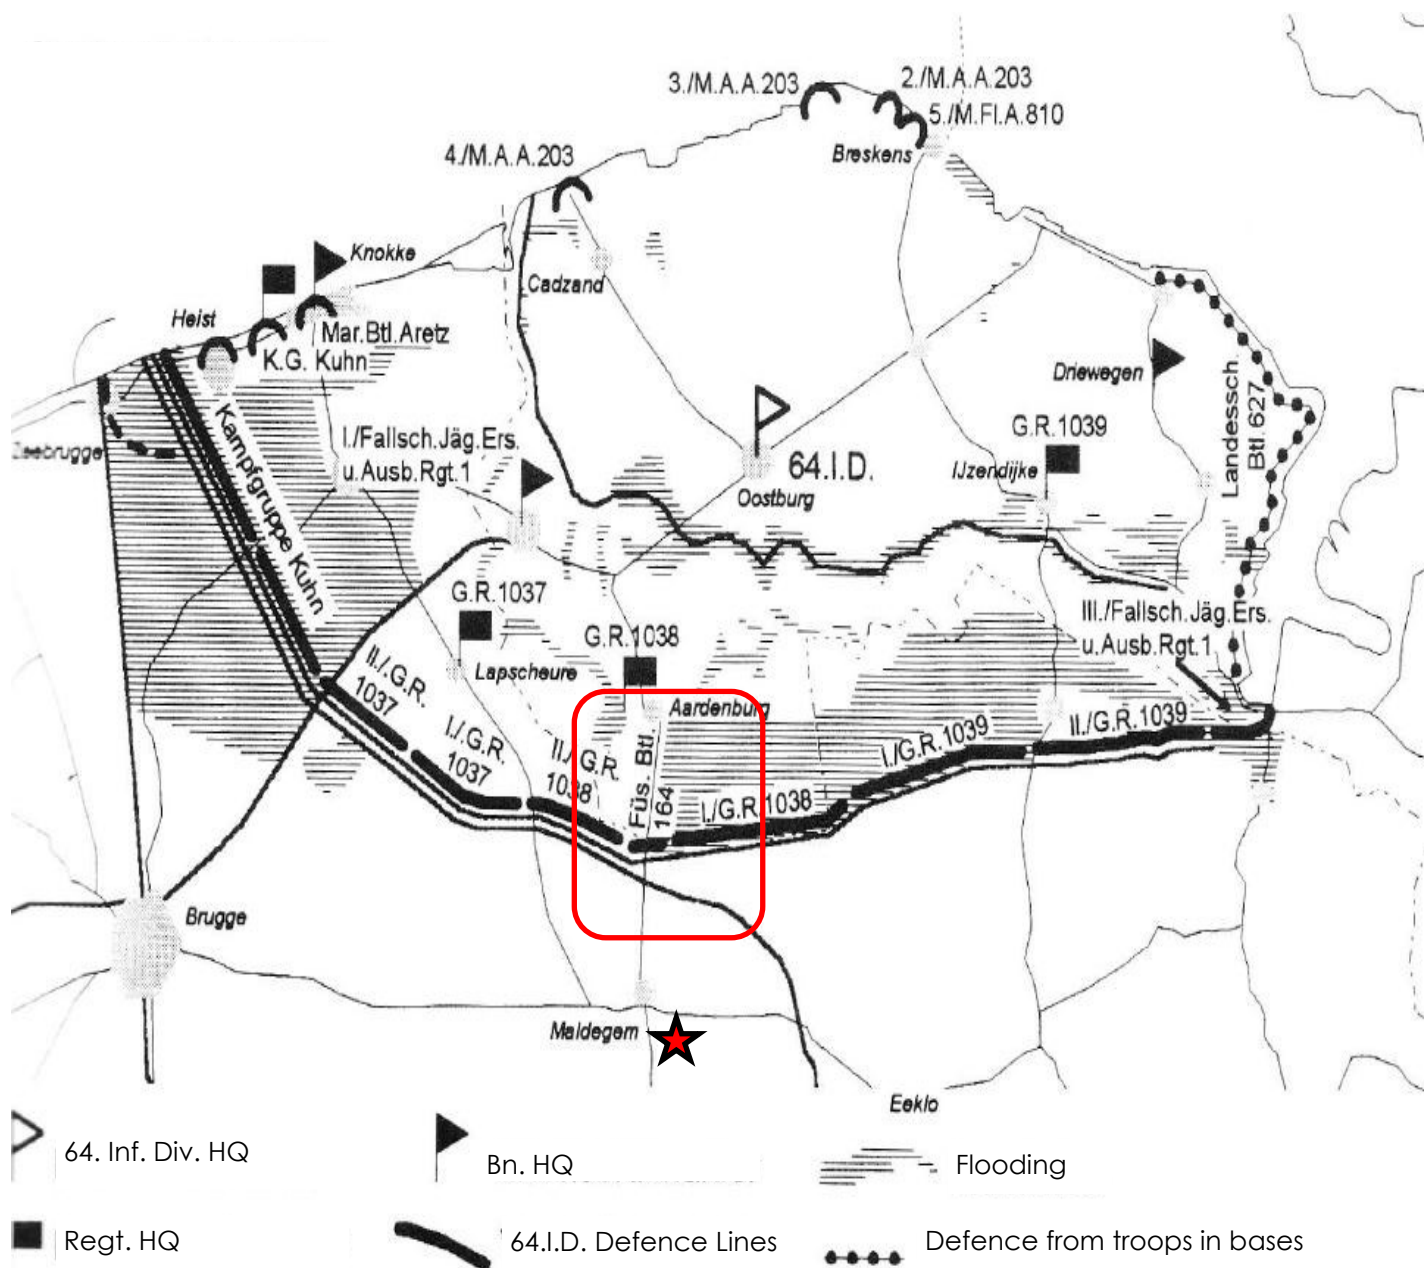 3./M.A.A.203
2./M.A.A.203
5./M.Fl.A.810
Breskens
4./M.A.A.203
Knokke
Cadzand
Heist
Mar.Btl.Aretz
K.G. Kuhn
Driewegen
Landessch.
Btl. 627
Kampfgruppe Kuhn
I./Fallsch.Jäg.Ers.
u.Ausb.Rgt.1
G.R.1039
64.I.D.
IJzendijke
Oostburg
Zeebrugge
G.R.1037
G.R.1038
III./Fallsch.Jäg.Ers.
u.Ausb.Rgt.1
Lapscheure
Aardenburg
II./.G.R.
1037
I./.G.R.
1037
II./.G.R.
1038
Füs. Btl.
164
I./G.R.1038
I./G.R.1039
II./G.R.1039
Brugge
Maldegem
Eeklo
64. Inf. Div. HQ
Bn. HQ
Flooding
Regt. HQ
64.I.D. Defence Lines
Defence from troops in bases